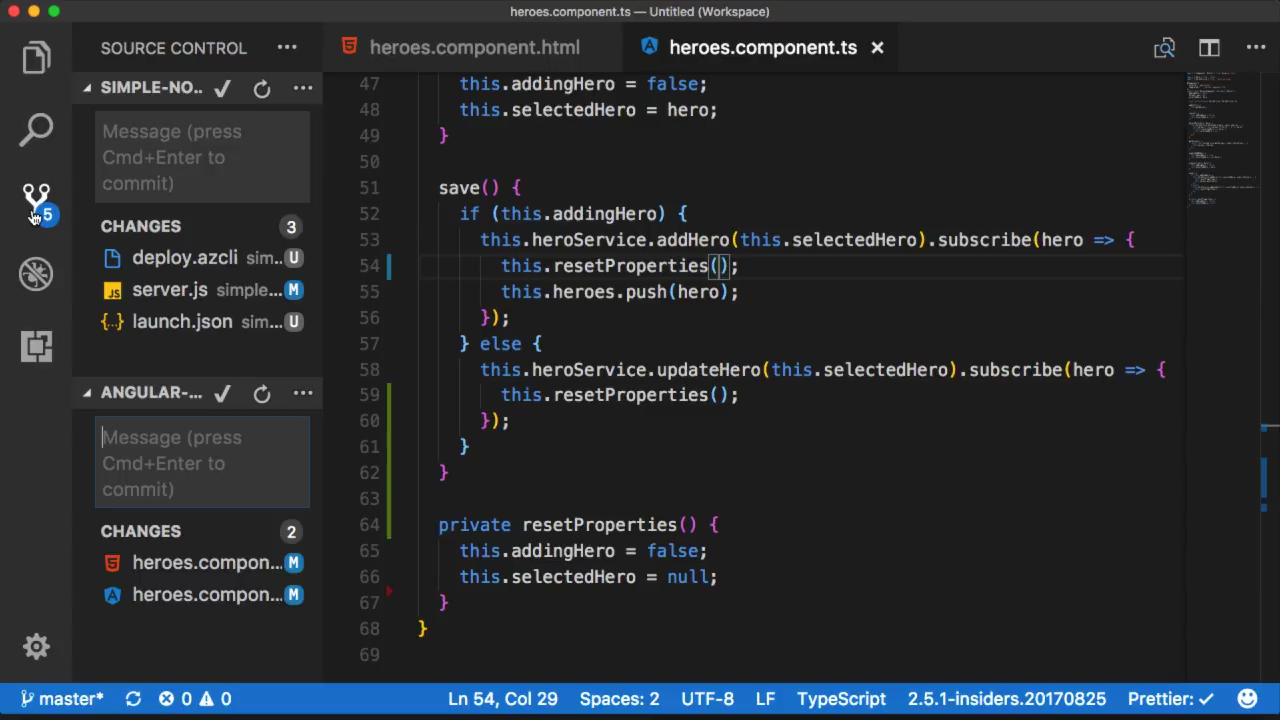 heroes.component.ts — Untitled (Workspace)
SOURCE CONTROL ···
heroes.component.html
heroes.component.ts ×
···
SIMPLE-NO... ···
Message (press
Cmd+Enter to
commit)
CHANGES 3
deploy.azcli sim... U
JS server.js simple... M
{..} launch.json sim... U
5
ANGULAR-... ···
Message (press
Cmd+Enter to
commit)
CHANGES 2
heroes.compon... M
heroes.compon... M
47 this.addingHero = false;
48 this.selectedHero = hero;
49 }
50
51 save() {
52 if (this.addingHero) {
53 this.heroService.addHero(this.selectedHero).subscribe(hero => {
54 this.resetProperties();
55 this.heroes.push(hero);
56 });
57 } else {
58 this.heroService.updateHero(this.selectedHero).subscribe(hero => {
59 this.resetProperties();
60 });
61 }
62 }
63
64 private resetProperties() {
65 this.addingHero = false;
66 this.selectedHero = null;
67 }
68 }
69
master* 0 0 Ln 54, Col 29 Spaces: 2 UTF-8 LF TypeScript 2.5.1-insiders.20170825 Prettier: ✓